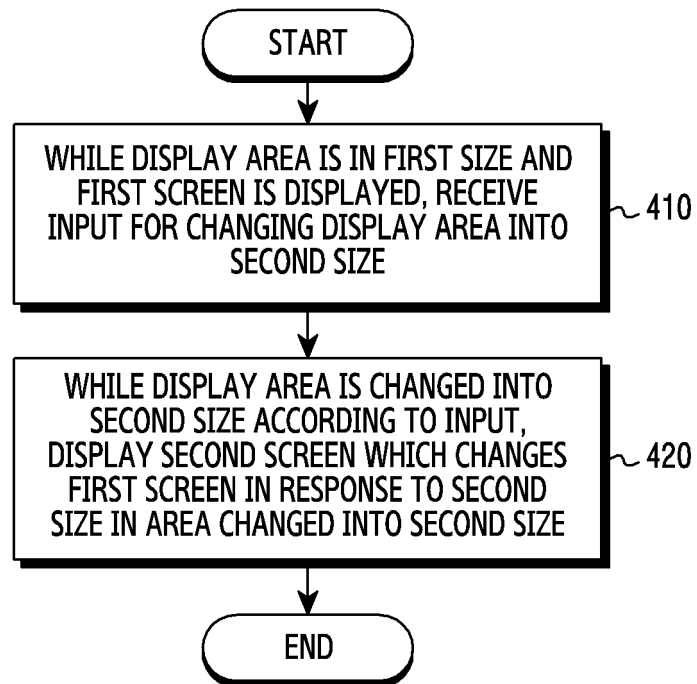 START
WHILE DISPLAY AREA IS IN FIRST SIZE AND
FIRST SCREEN IS DISPLAYED, RECEIVE
INPUT FOR CHANGING DISPLAY AREA INTO
SECOND SIZE
410
WHILE DISPLAY AREA IS CHANGED INTO
SECOND SIZE ACCORDING TO INPUT,
DISPLAY SECOND SCREEN WHICH CHANGES
FIRST SCREEN IN RESPONSE TO SECOND
SIZE IN AREA CHANGED INTO SECOND SIZE
420
END